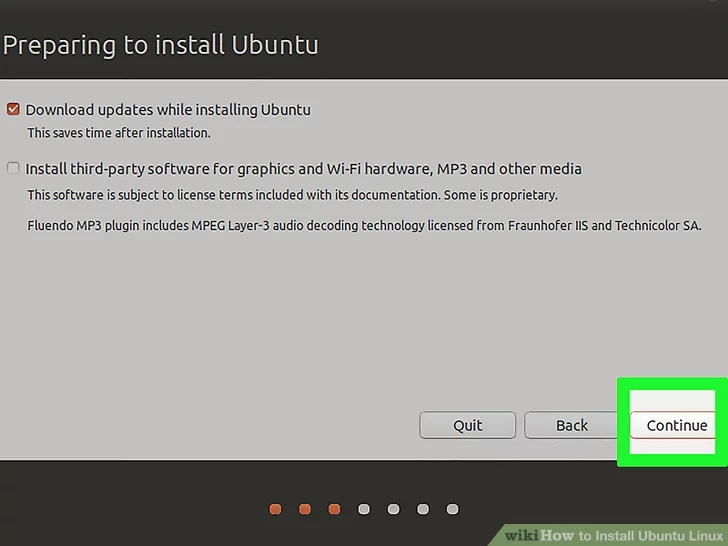 Preparing to install Ubuntu
Download updates while installing Ubuntu
This saves time after installation.
Install third-party software for graphics and Wi-Fi hardware, MP3 and other media
This software is subject to license terms included with its documentation. Some is proprietary.
Fluendo MP3 plugin includes MPEG Layer-3 audio decoding technology licensed from Fraunhofer IIS and Technicolor SA.
Quit Back Continue
wikiHow to Install Ubuntu Linux